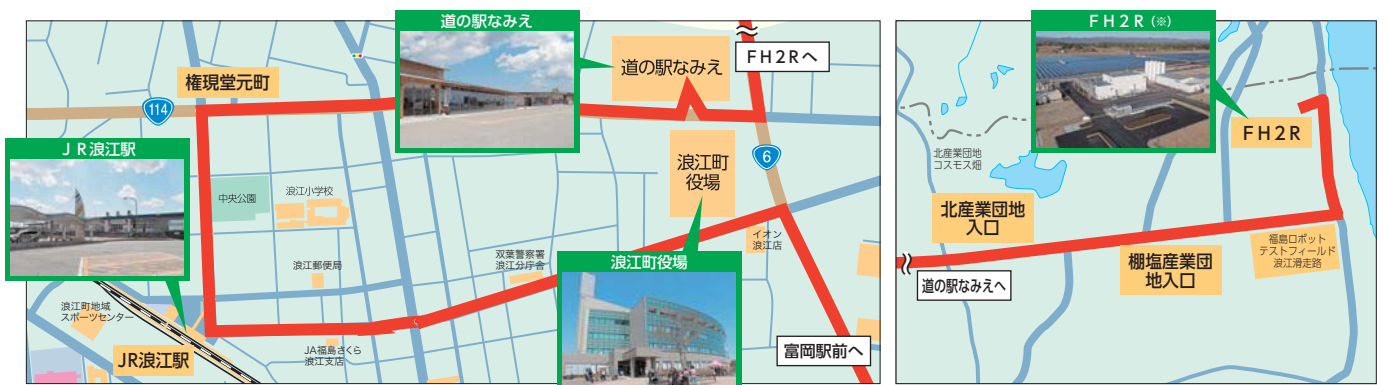 道の駅なみえ
道の駅なみえ
FH2Rへ
権現堂元町
114
JR浪江駅
浪江町
役場
6
中央公園
浪江小学校
イオン
浪江店
双葉警察署
浪江分庁舎
浪江町役場
浪江郵便局
浪江町地域
スポーツセンター
JR浪江駅
JA福島さくら
浪江支店
富岡駅前へ
FH2R(※)
FH2R
北産業団地
コスモス畑
北産業団地
入口
福島ロボット
テストフィールド
浪江滑走路
棚塩産業団
地入口
道の駅なみえへ